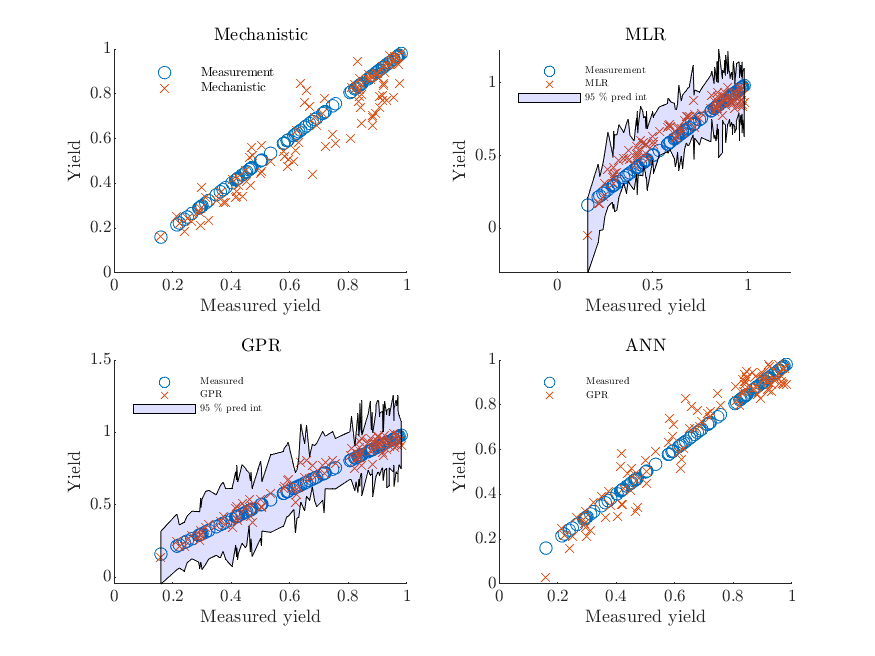 Mechanistic
1
0.8
0.6
0.4
0.2
0
Yield
Measurement
Mechanistic
0 0.2 0.4 0.6 0.8 1
Measured yield
MLR
1
0.5
0
Yield
Measurement
MLR
95 % pred int
0 0.5 1
Measured yield
GPR
1.5
1
0.5
0
Yield
Measured
GPR
95 % pred int
0 0.2 0.4 0.6 0.8 1
Measured yield
ANN
1
0.8
0.6
0.4
0.2
0
Yield
Measured
GPR
0 0.2 0.4 0.6 0.8 1
Measured yield